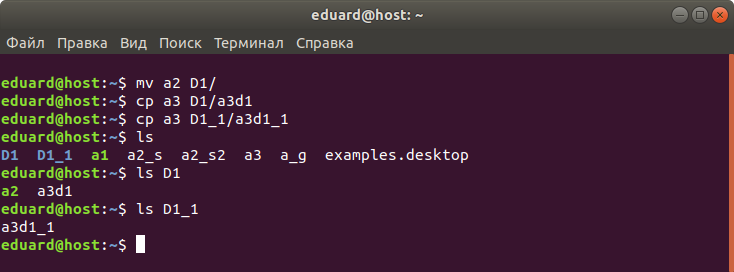 eduard@host: ~
Файл Правка Вид Поиск Терминал Справка
eduard@host:~$ mv a2 D1/
eduard@host:~$ cp a3 D1/a3d1
eduard@host:~$ cp a3 D1_1/a3d1_1
eduard@host:~$ ls
D1 D1_1 a1 a2_s a2_s2 a3 a_g examples.desktop
eduard@host:~$ ls D1
a2 a3d1
eduard@host:~$ ls D1_1
a3d1_1
eduard@host:~$